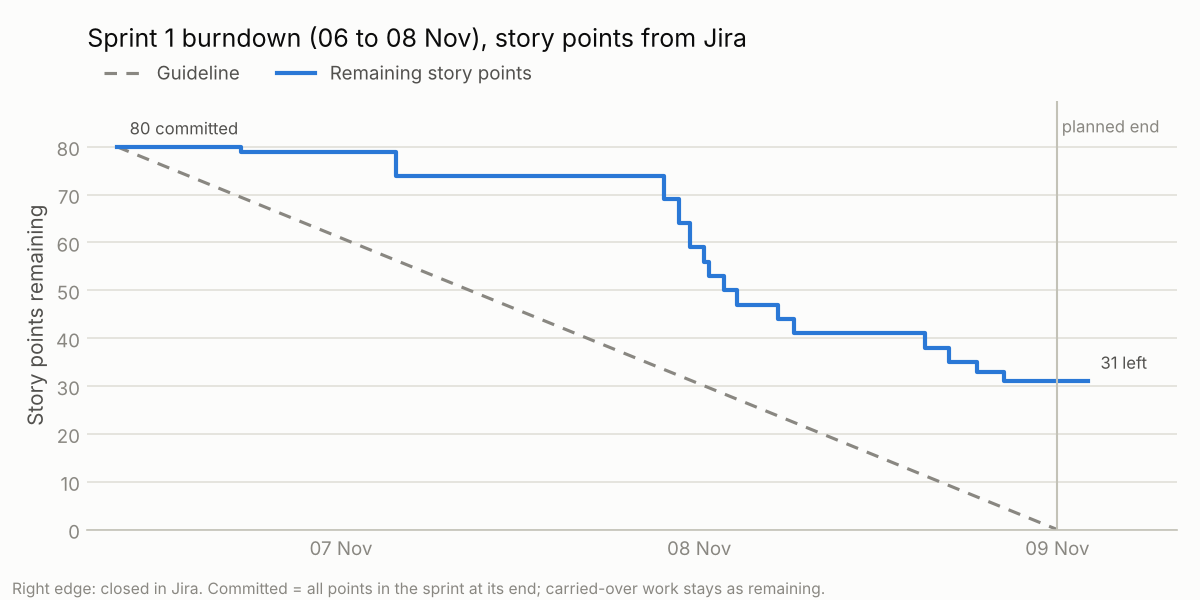 Sprint 1 burndown (06 to 08 Nov), story points from Jira
Guideline
Remaining story points
80 committed
planned end
31 left
Story points remaining
80
70
60
50
40
30
20
10
0
07 Nov
08 Nov
09 Nov
Right edge: closed in Jira. Committed = all points in the sprint at its end; carried-over work stays as remaining.